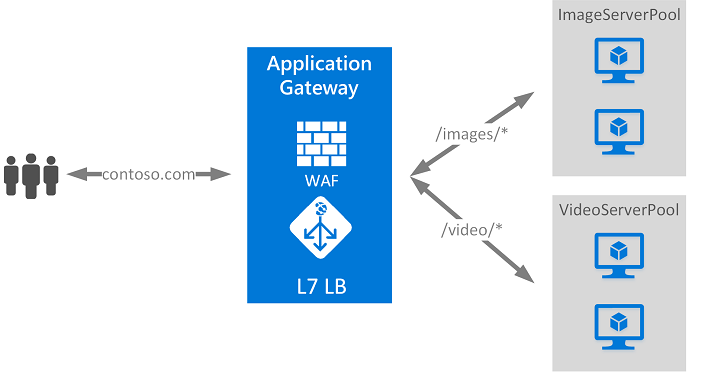 ImageServerPool
Application
Gateway
/images/*
WAF
contoso.com
VideoServerPool
/video/*
L7 LB